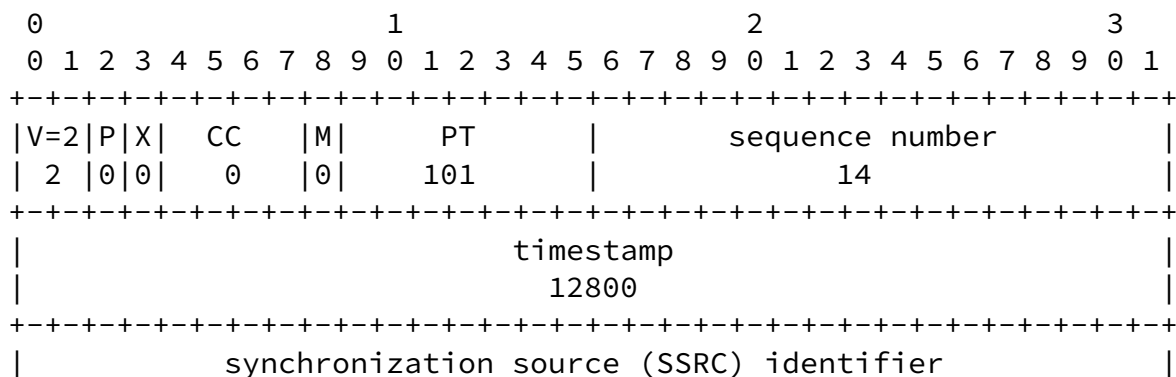 0                   1                   2                   3
 0 1 2 3 4 5 6 7 8 9 0 1 2 3 4 5 6 7 8 9 0 1 2 3 4 5 6 7 8 9 0 1
+-+-+-+-+-+-+-+-+-+-+-+-+-+-+-+-+-+-+-+-+-+-+-+-+-+-+-+-+-+-+-+-+
|V=2|P|X|  CC   |M|     PT      |       sequence number         |
| 2 |0|0|   0   |0|    101      |             14                |
+-+-+-+-+-+-+-+-+-+-+-+-+-+-+-+-+-+-+-+-+-+-+-+-+-+-+-+-+-+-+-+-+
|                           timestamp                           |
|                             12800                             |
+-+-+-+-+-+-+-+-+-+-+-+-+-+-+-+-+-+-+-+-+-+-+-+-+-+-+-+-+-+-+-+-+
|           synchronization source (SSRC) identifier            |